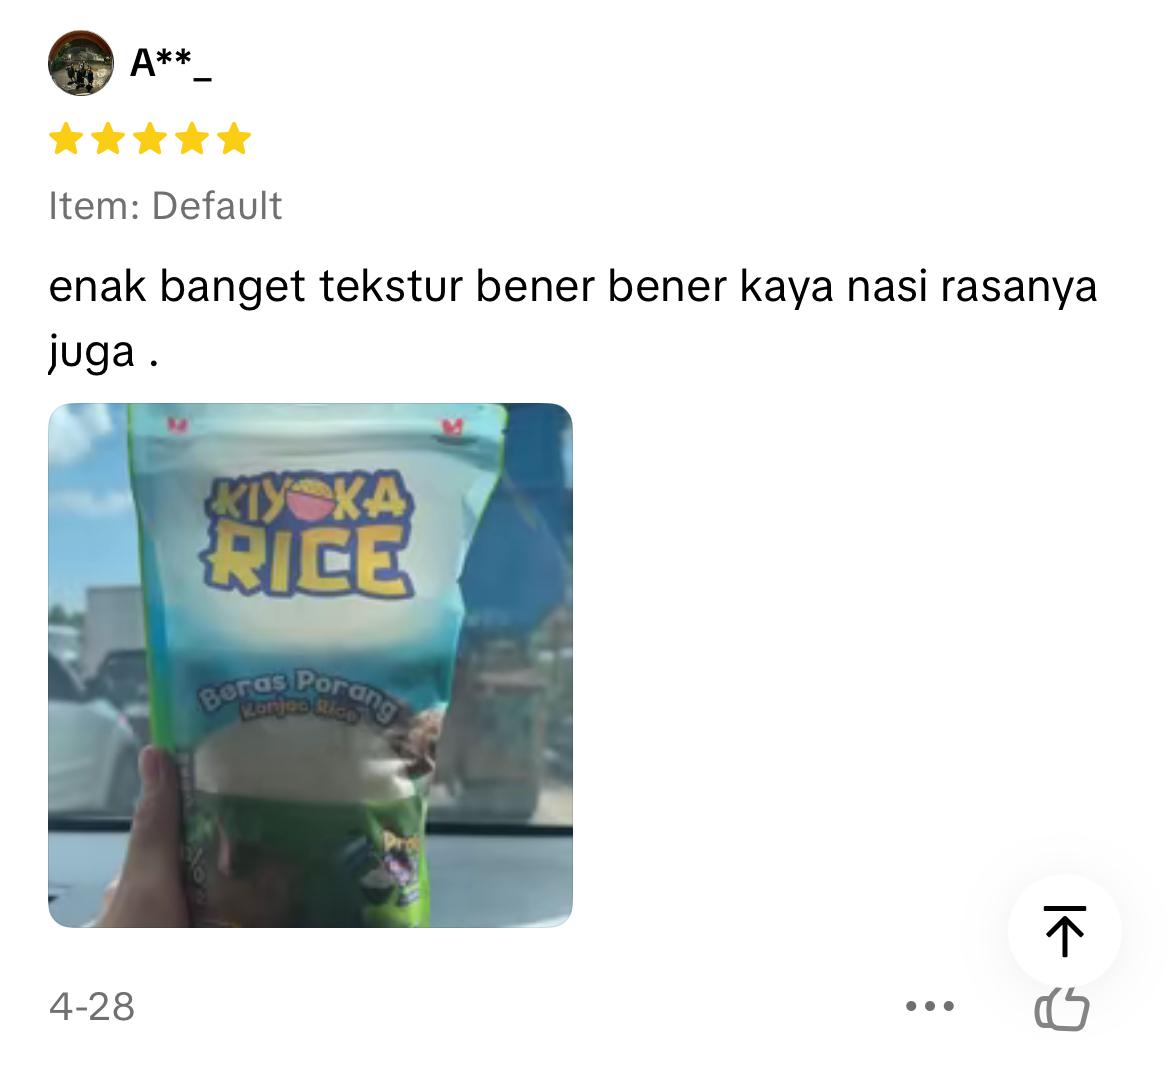 A**_
Item: Default
enak banget tekstur bener bener kaya nasi rasanya
juga .
KIYOKA
RICE
Beras Porang
Konjac Rice
4-28